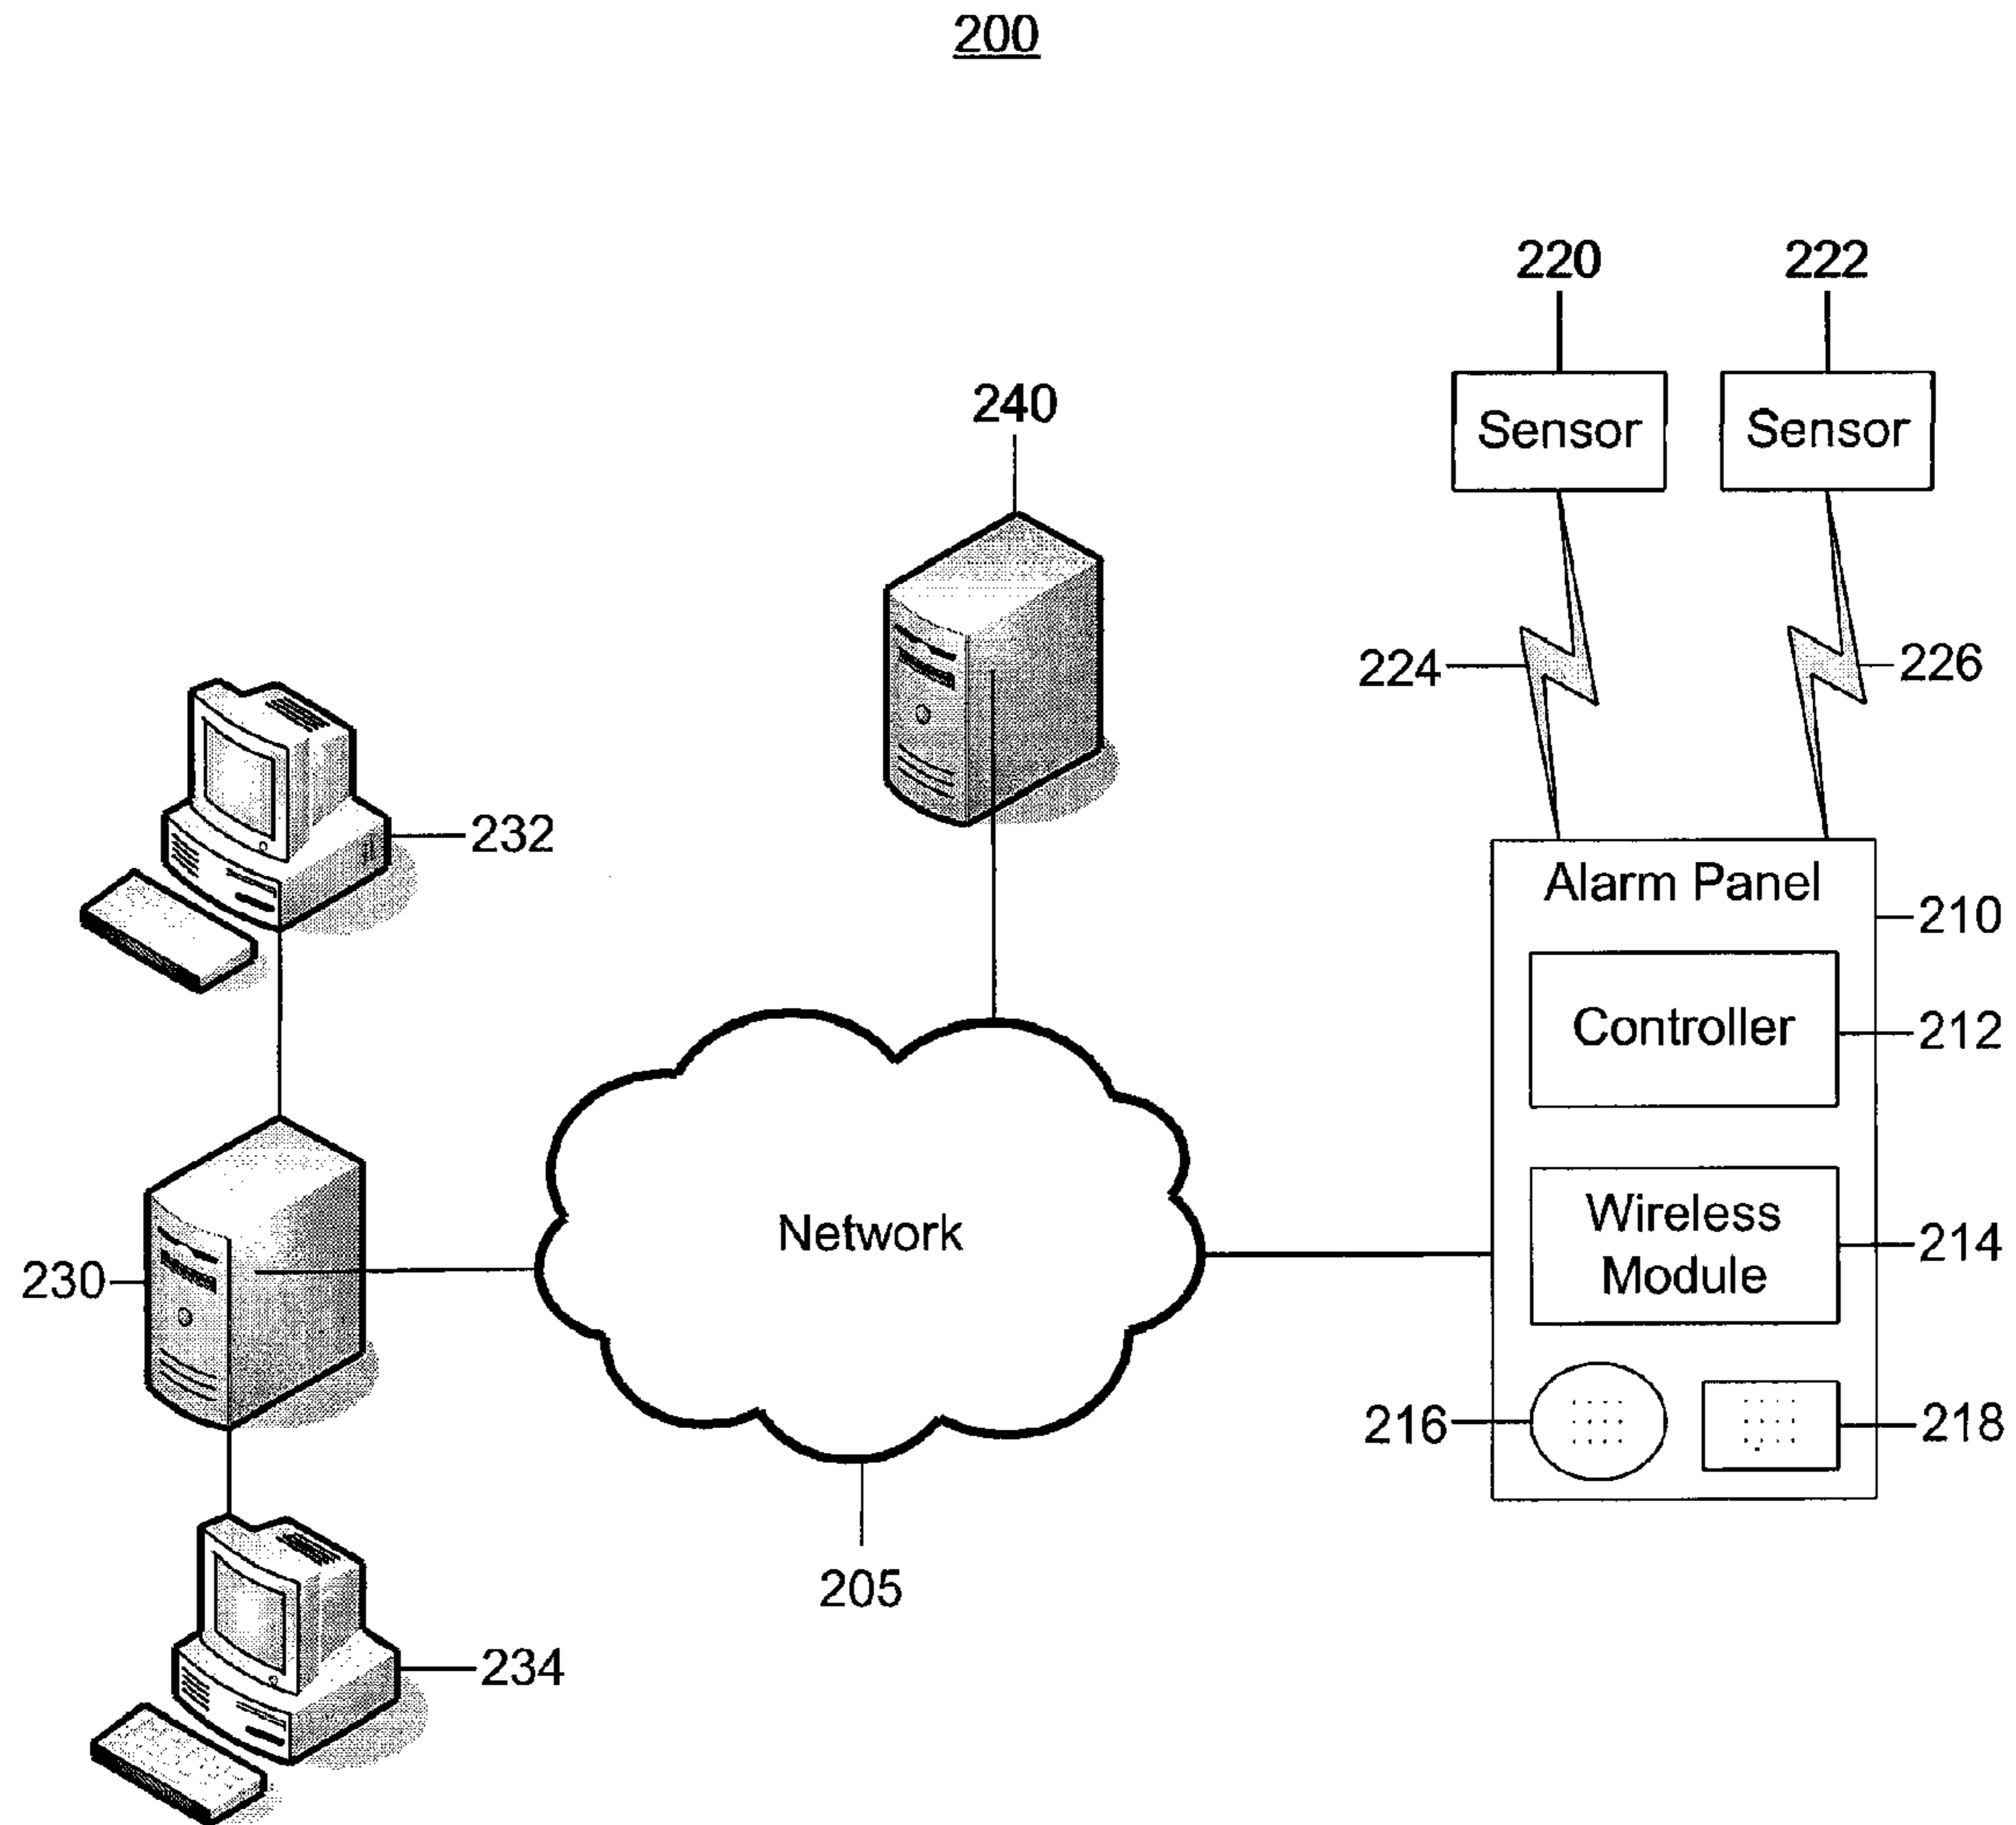 200
220
222
240
Sensor
Sensor
224
226
232
Alarm Panel
210
Controller
212
Network
Wireless
Module
214
230
216
218
205
234